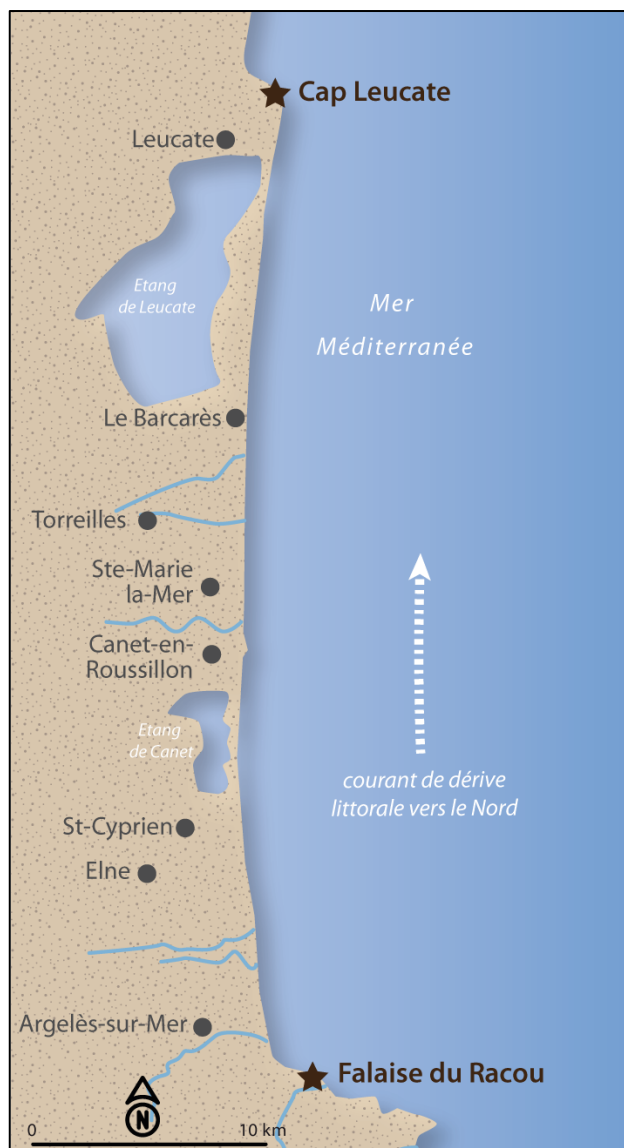 Cap Leucate
Leucate
Etang
de Leucate
Mer
Méditerranée
Le Barcarès
Torreilles
Ste-Marie
la-Mer
Canet-en-
Roussillon
Etang
de Canet
courant de dérive
littorale vers le Nord
St-Cyprien
Elne
Argelès-sur-Mer
Falaise du Racou
N
0 10 km